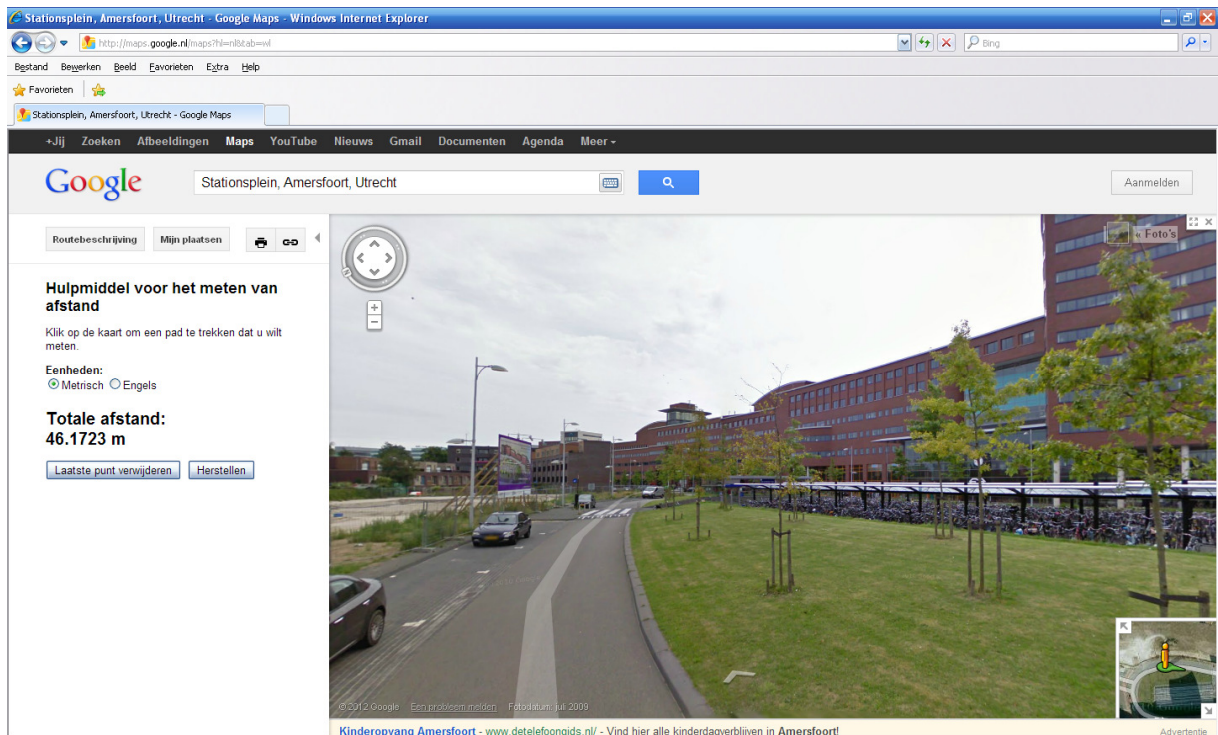 Stationsplein, Amersfoort, Utrecht - Google Maps - Windows Internet Explorer
http://maps.google.nl/maps?hl=nl&tab=wl
Bing
Bestand Bewerken Beeld Favorieten Extra Help
Favorieten
Stationsplein, Amersfoort, Utrecht - Google Maps
+Jij Zoeken Afbeeldingen Maps YouTube Nieuws Gmail Documenten Agenda Meer
Google
Stationsplein, Amersfoort, Utrecht
Aanmelden
Routebeschrijving Mijn plaatsen
« Foto's
N
Hulpmiddel voor het meten van
afstand
Klik op de kaart om een pad te trekken dat u wilt
meten.
Eenheden:
Metrisch Engels
Totale afstand:
46.1723 m
Laatste punt verwijderen Herstellen
© 2012 Google Een probleem melden Fotodatum: juli 2009
Kinderopvang Amersfoort - www.detelefoongids.nl/ - Vind hier alle kinderdagverblijven in Amersfoort!
Advertentie